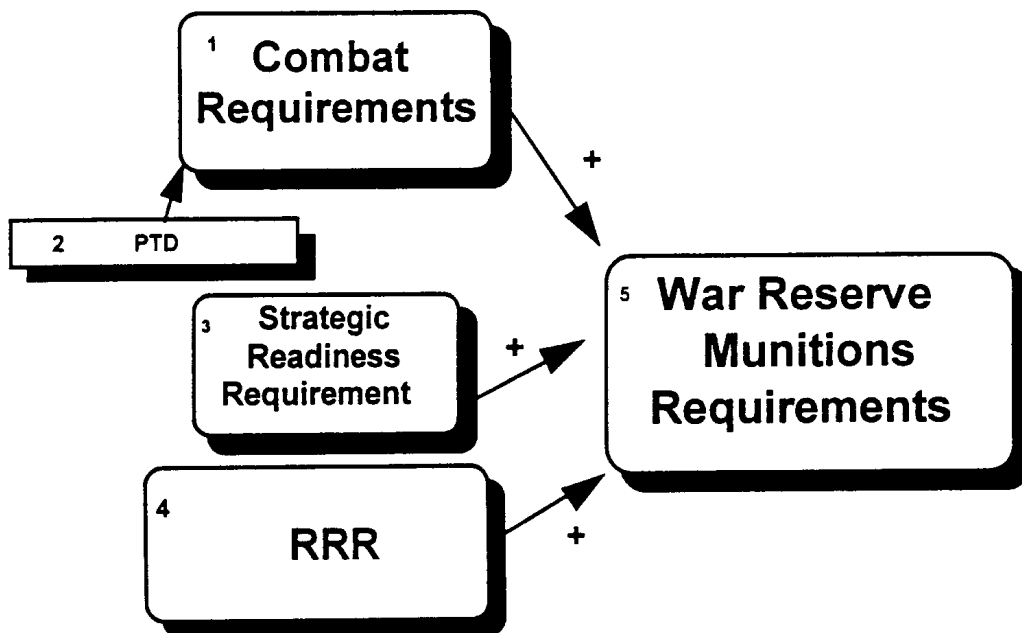 1 Combat
Requirements
+
2 PTD
3 Strategic
Readiness
Requirement
+
4
RRR
+
5 War Reserve
Munitions
Requirements